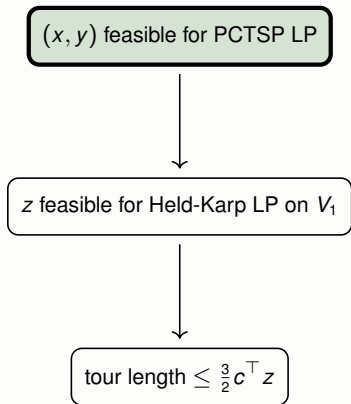 (x, y) feasible for PCTSP LP
z feasible for Held-Karp LP on V₁
tour length ≤ 3/2 c⊤z